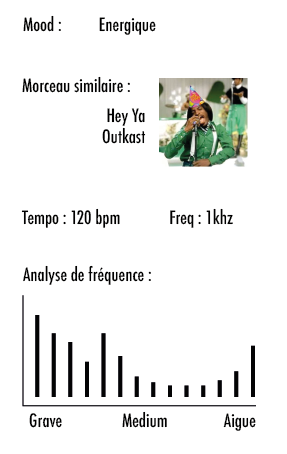 Mood : Energique
Morceau similaire :
Hey Ya
Outkast
Tempo : 120 bpm Freq : 1khz
Analyse de fréquence :
Grave Medium Aigue